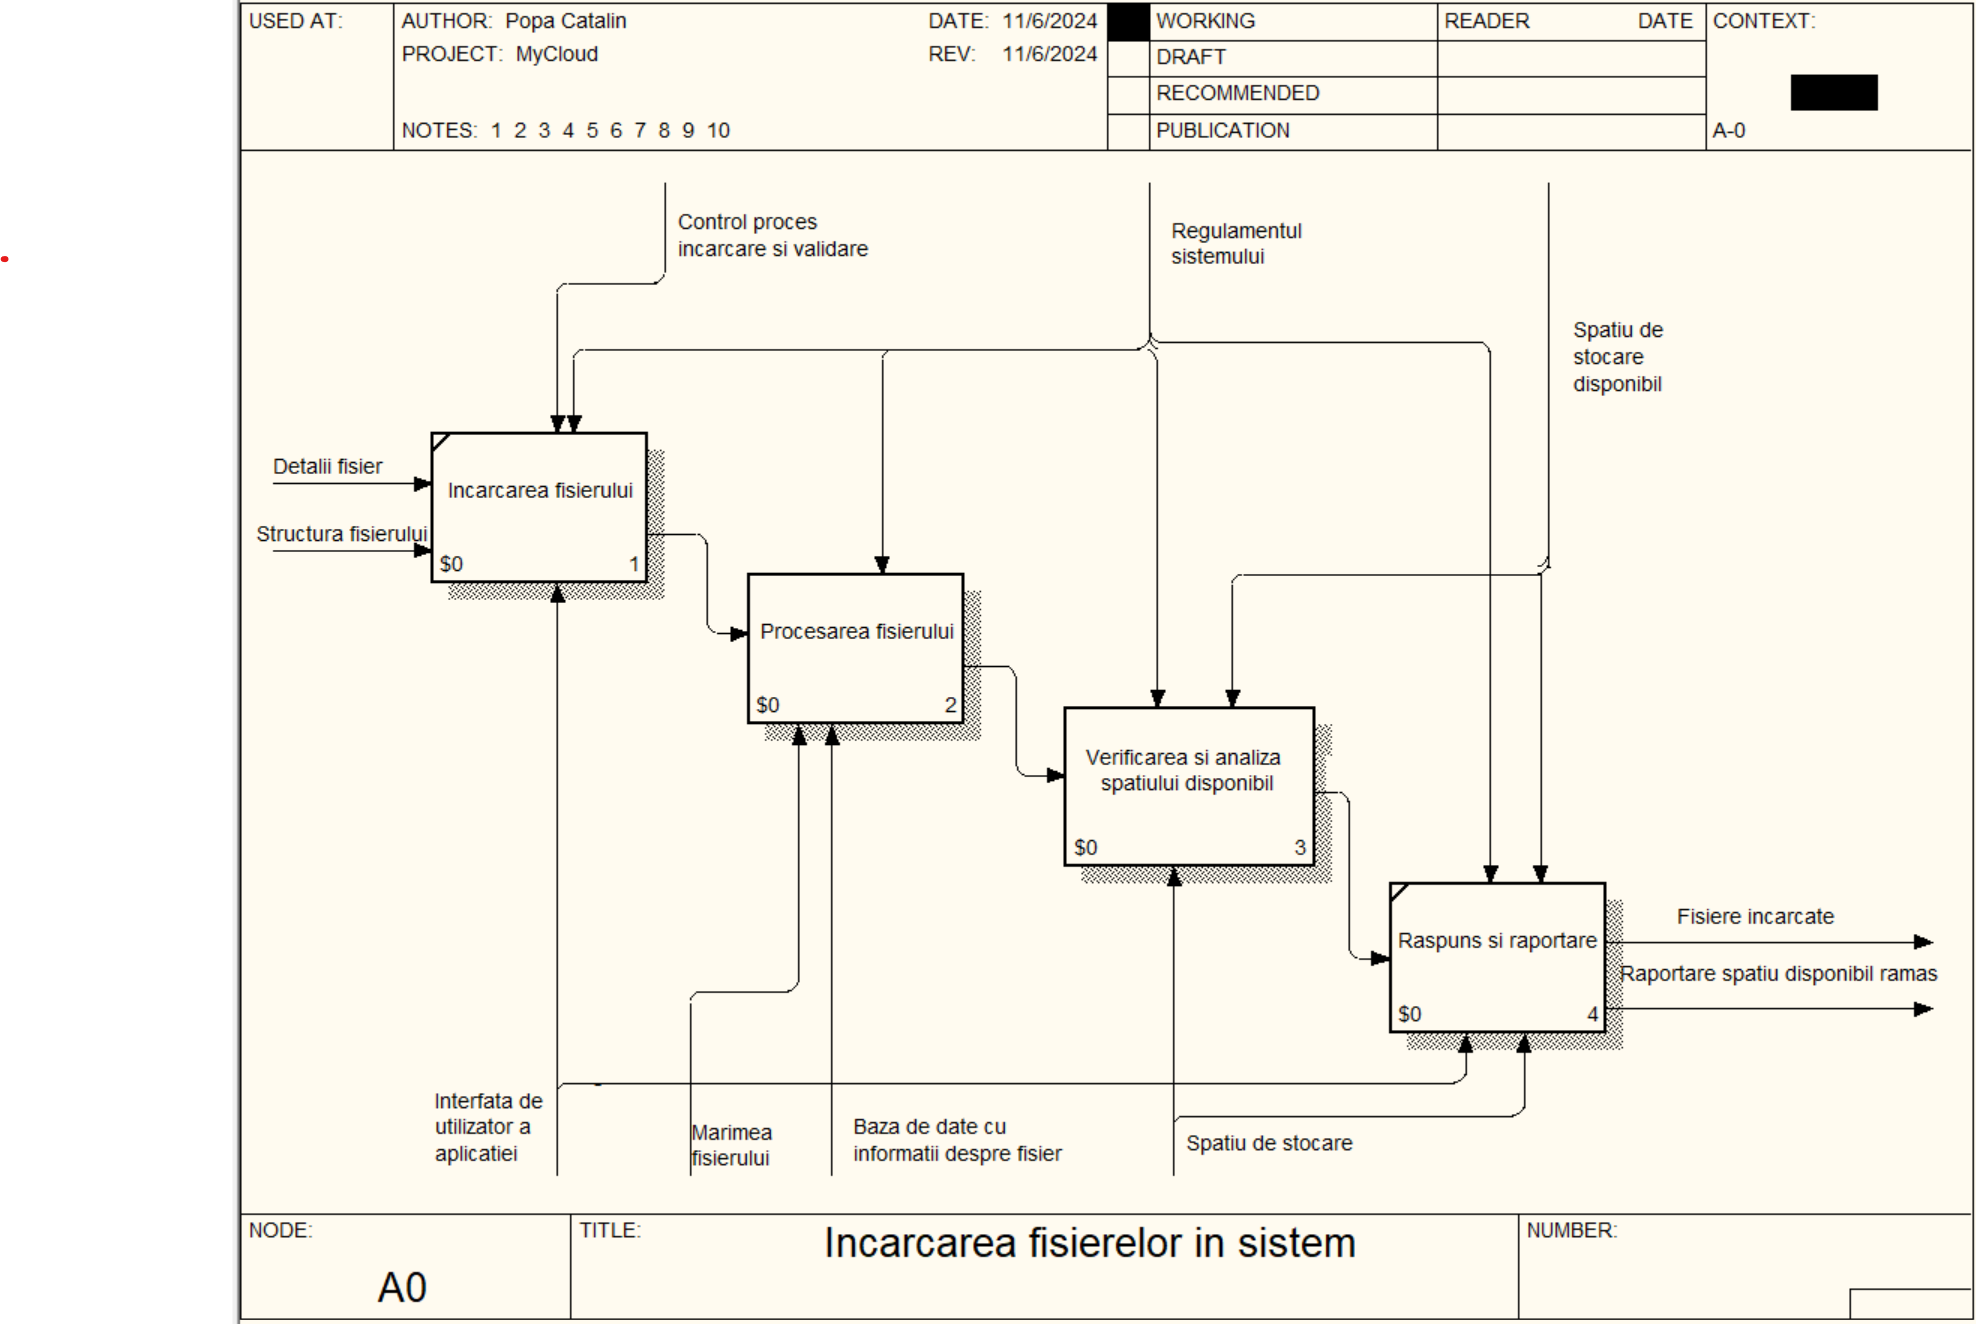 USED AT:
AUTHOR: Popa Catalin
DATE: 11/6/2024
PROJECT: MyCloud
REV: 11/6/2024
NOTES: 1 2 3 4 5 6 7 8 9 10
WORKING
DRAFT
RECOMMENDED
PUBLICATION
READER DATE
CONTEXT:
A-0
Control proces
incarcare si validare
Regulamentul
sistemului
Spatiu de
stocare
disponibil
Detalii fisier
Structura fisierului
Incarcarea fisierului
$0 1
Procesarea fisierului
$0 2
Verificarea si analiza
spatiului disponibil
$0 3
Raspuns si raportare
$0 4
Fisiere incarcate
Raportare spatiu disponibil ramas
Interfata de
utilizator a
aplicatiei
Marimea
fisierului
Baza de date cu
informatii despre fisier
Spatiu de stocare
NODE:
A0
TITLE:
Incarcarea fisierelor in sistem
NUMBER: